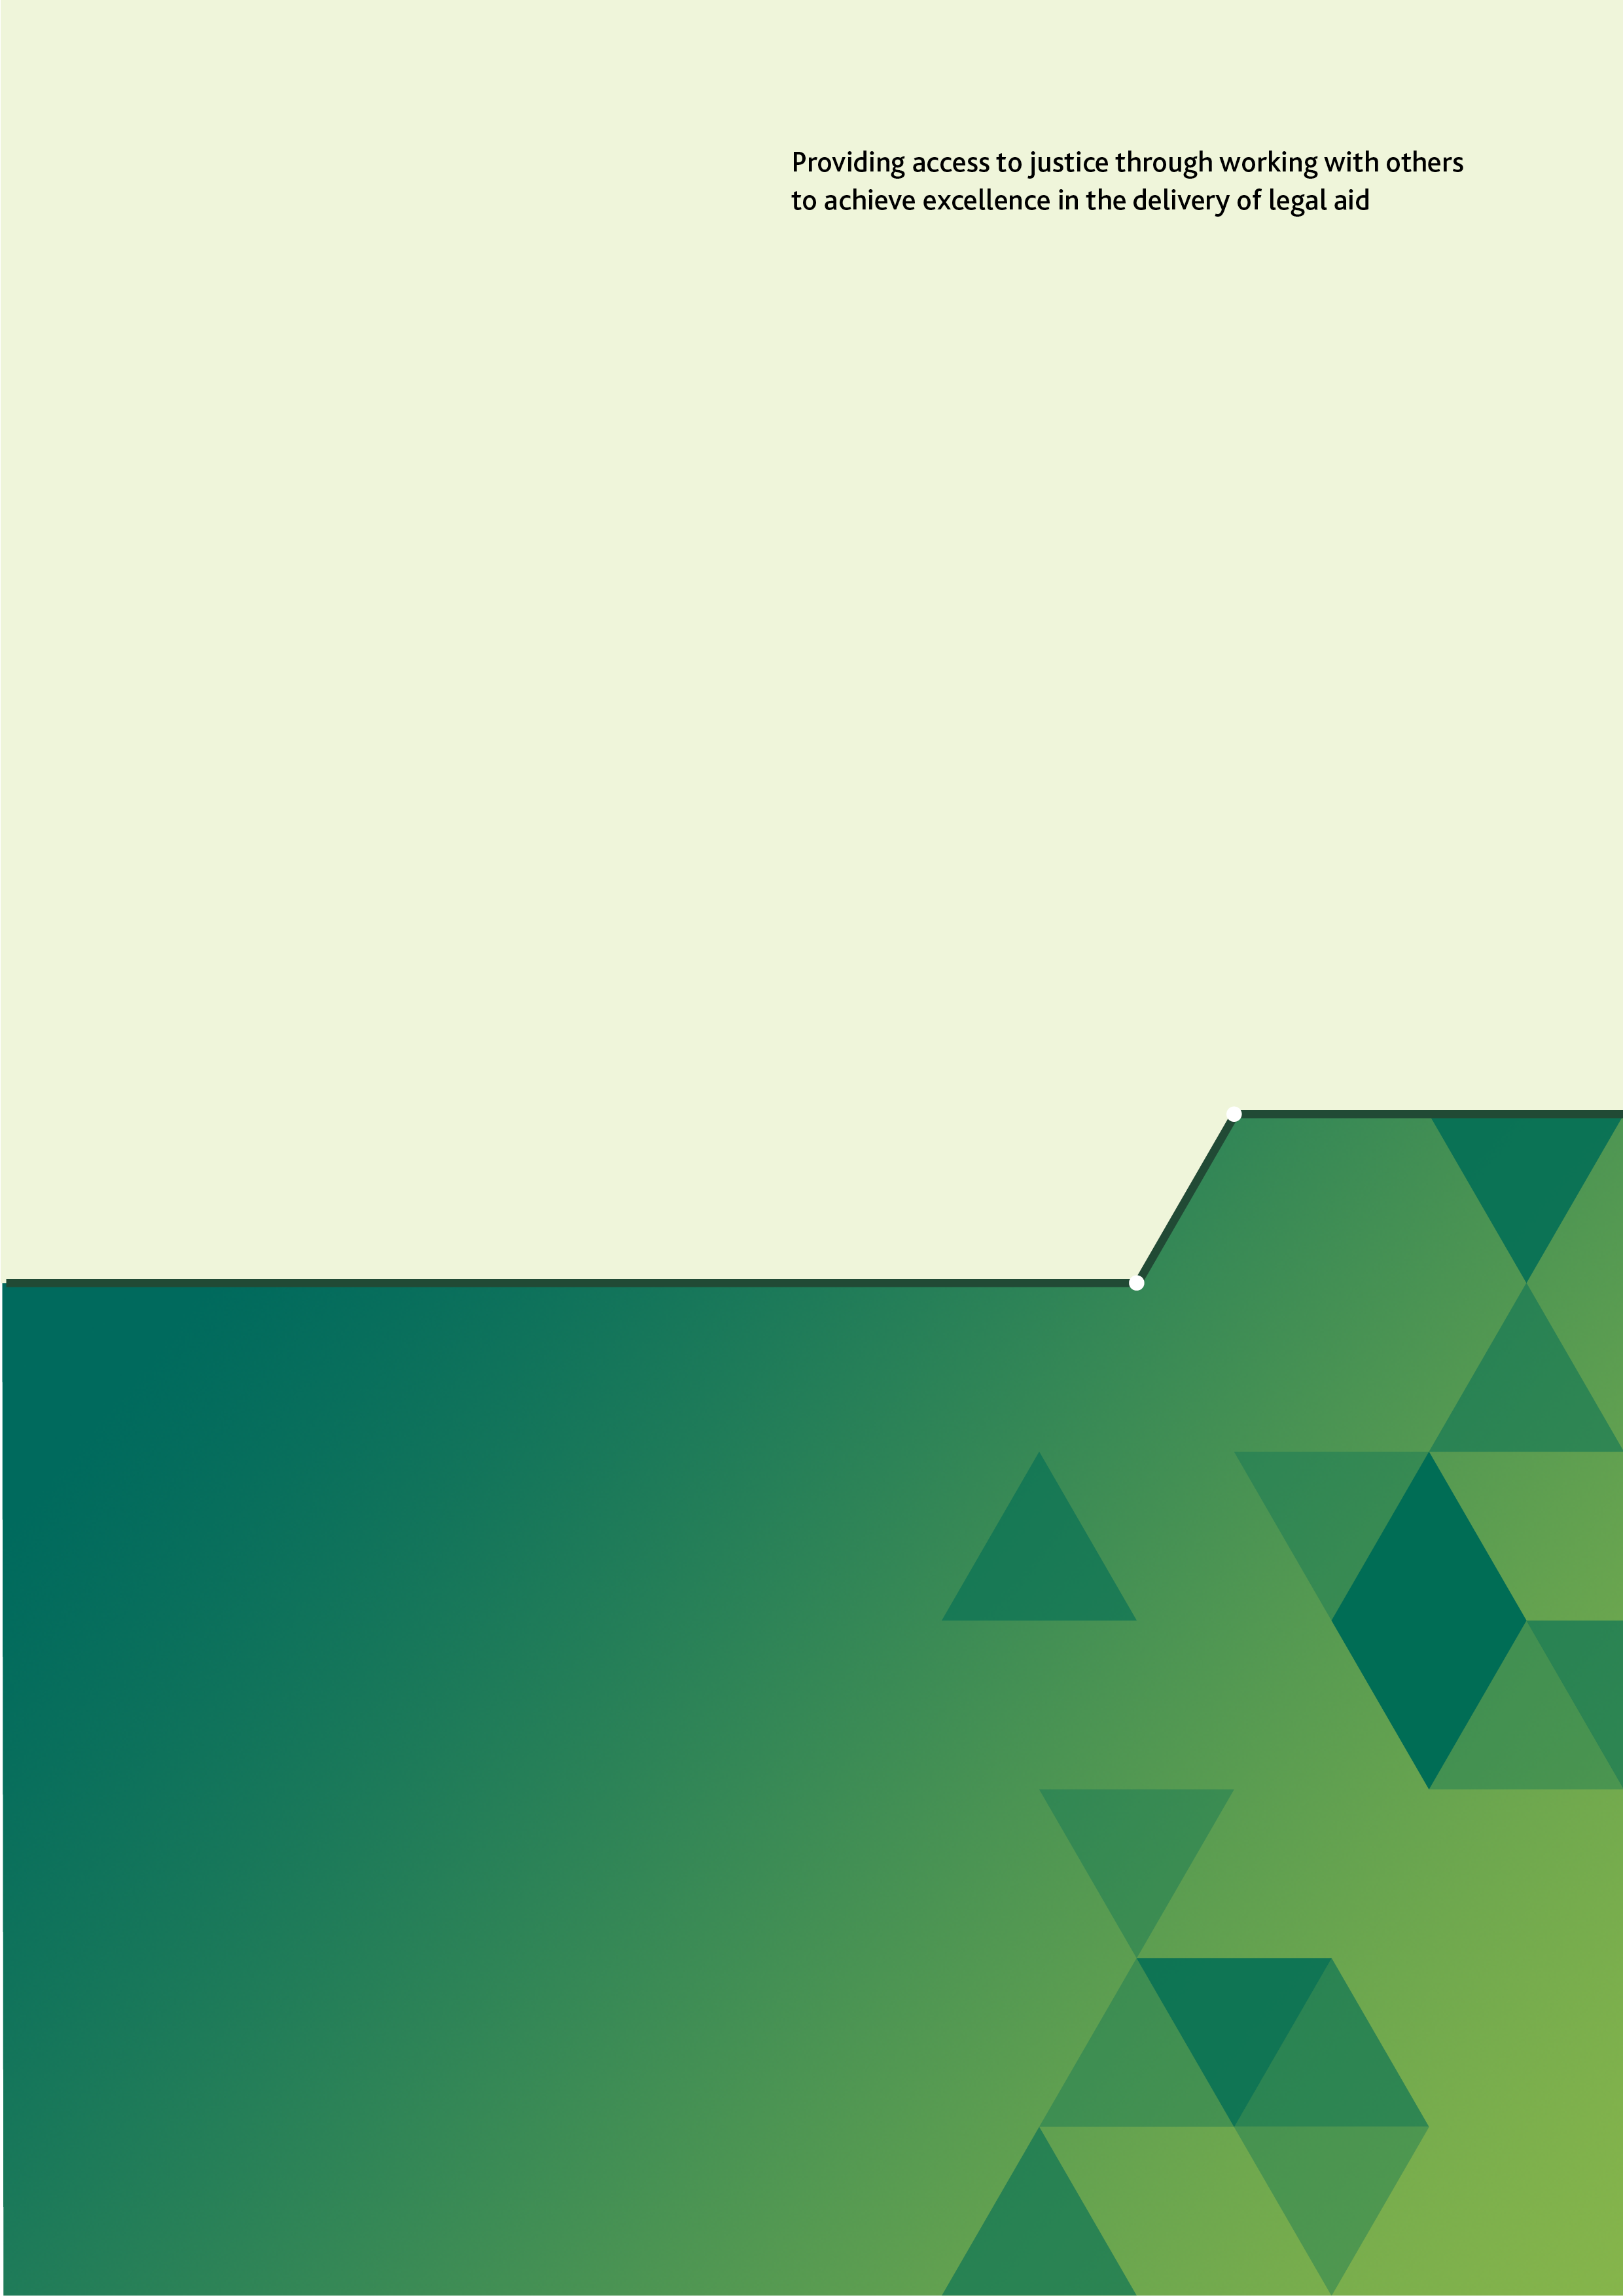 Providing access to justice through working with others
to achieve excellence in the delivery of legal aid